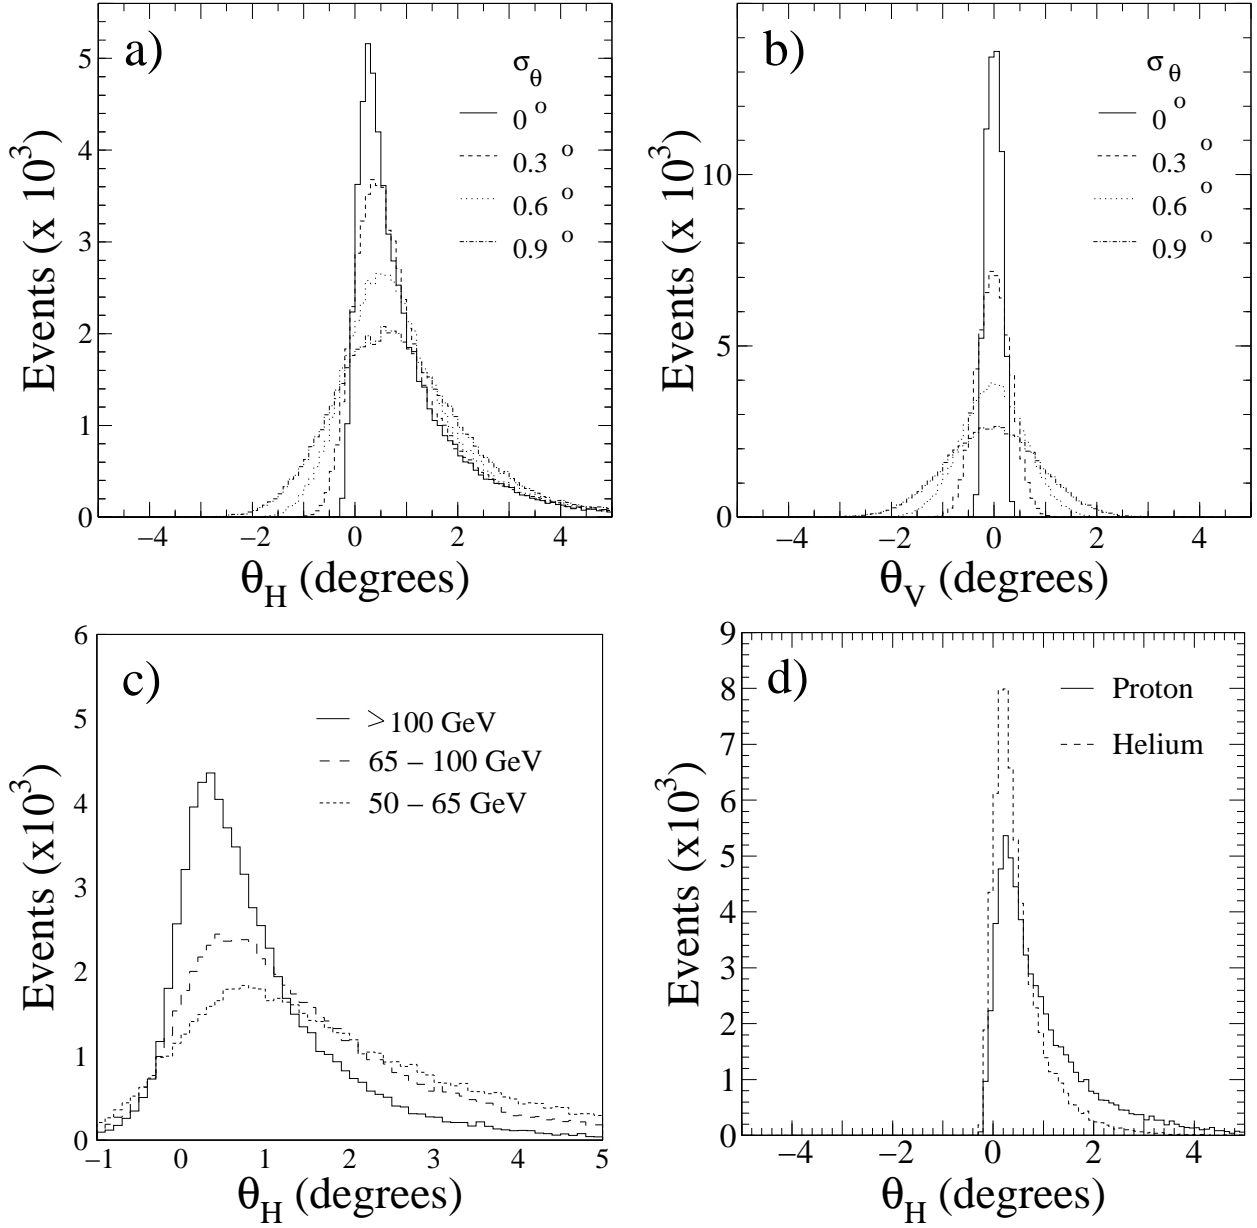 a)
Events (x 10³)
5
4
3
2
1
0
σθ
0°
0.3°
0.6°
0.9°
−4 −2 0 2 4
θH (degrees)
b)
Events (x 10³)
10
5
0
σθ
0°
0.3°
0.6°
0.9°
−4 −2 0 2 4
θV (degrees)
c)
Events (x10³)
6
5
4
3
2
1
0
>100 GeV
65 – 100 GeV
50 – 65 GeV
−1 0 1 2 3 4 5
θH (degrees)
d)
Events (x10³)
9
8
7
6
5
4
3
2
1
0
Proton
Helium
−4 −2 0 2 4
θH (degrees)